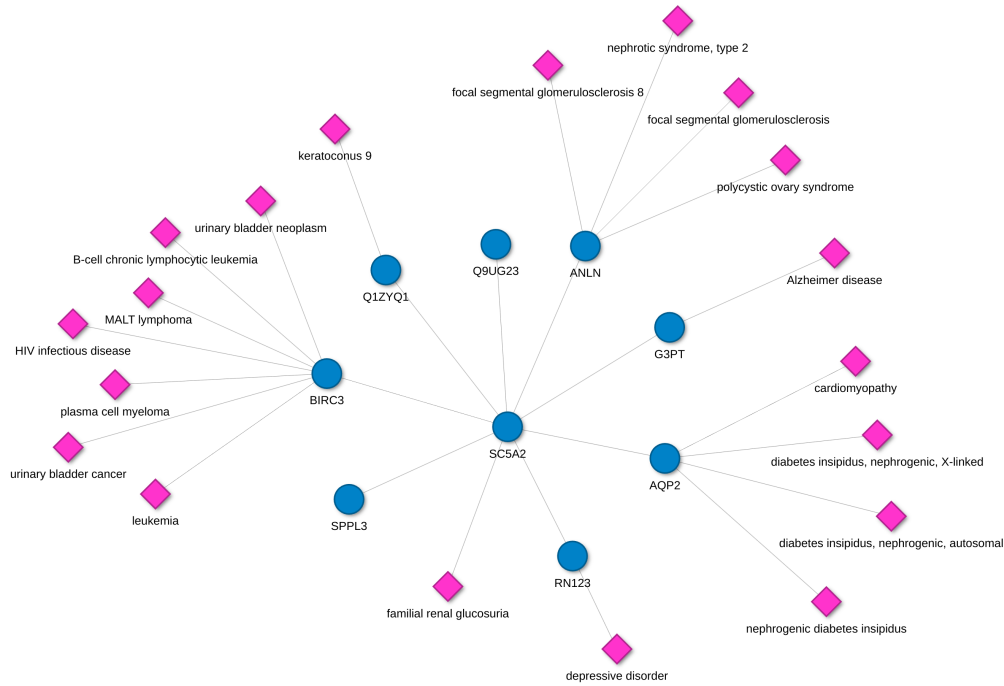 nephrotic syndrome, type 2
focal segmental glomerulosclerosis 8
focal segmental glomerulosclerosis
keratoconus 9
polycystic ovary syndrome
urinary bladder neoplasm
B-cell chronic lymphocytic leukemia
Q9UG23
ANLN
Alzheimer disease
Q1ZYQ1
MALT lymphoma
HIV infectious disease
G3PT
cardiomyopathy
BIRC3
plasma cell myeloma
SC5A2
diabetes insipidus, nephrogenic, X-linked
urinary bladder cancer
AQP2
leukemia
SPPL3
diabetes insipidus, nephrogenic, autosomal
RN123
familial renal glucosuria
nephrogenic diabetes insipidus
depressive disorder